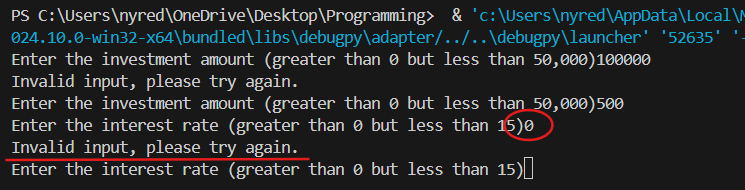 PS C:\Users\nyred\OneDrive\Desktop\Programming>  & 'c:\Users\nyred\AppData\Local\M
024.10.0-win32-x64\bundled\libs\debugpy\adapter/../..\debugpy\launcher' '52635' '-
Enter the investment amount (greater than 0 but less than 50,000)100000
Invalid input, please try again.
Enter the investment amount (greater than 0 but less than 50,000)500
Enter the interest rate (greater than 0 but less than 15)0
Invalid input, please try again.
Enter the interest rate (greater than 0 but less than 15)